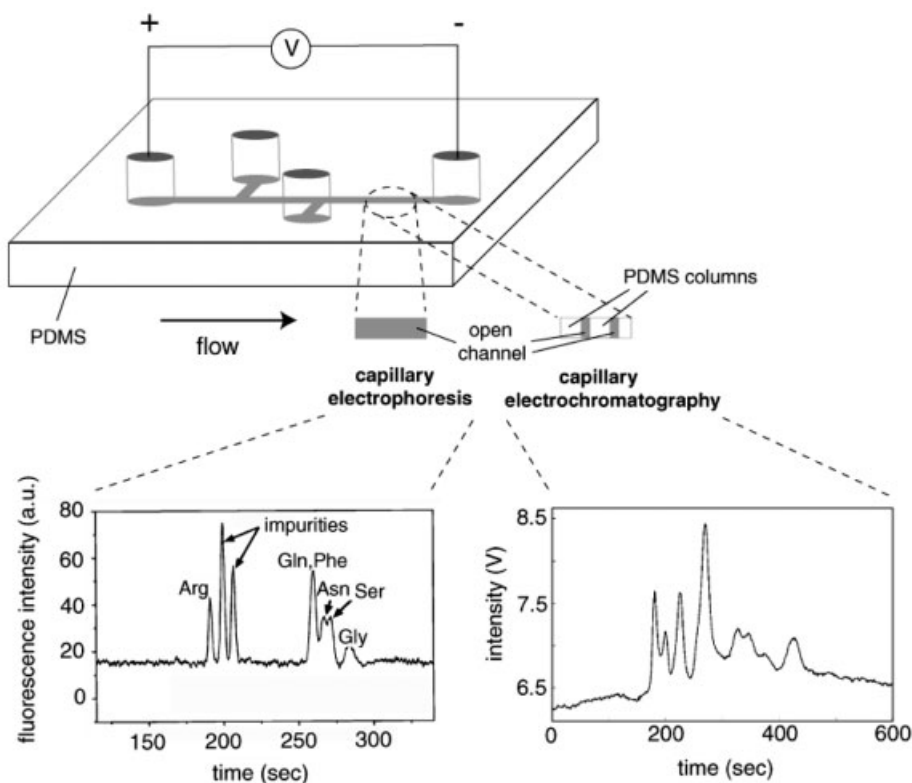 +
-
V
PDMS
flow
PDMS columns
open
channel
capillary
electrophoresis
capillary
electrochromatography
fluorescence intensity (a.u.)
80
60
40
20
0
impurities
Arg
Gln,Phe
Asn
Ser
Gly
150
200
250
300
time (sec)
intensity (V)
8.5
7.5
6.5
0
200
400
600
time (sec)